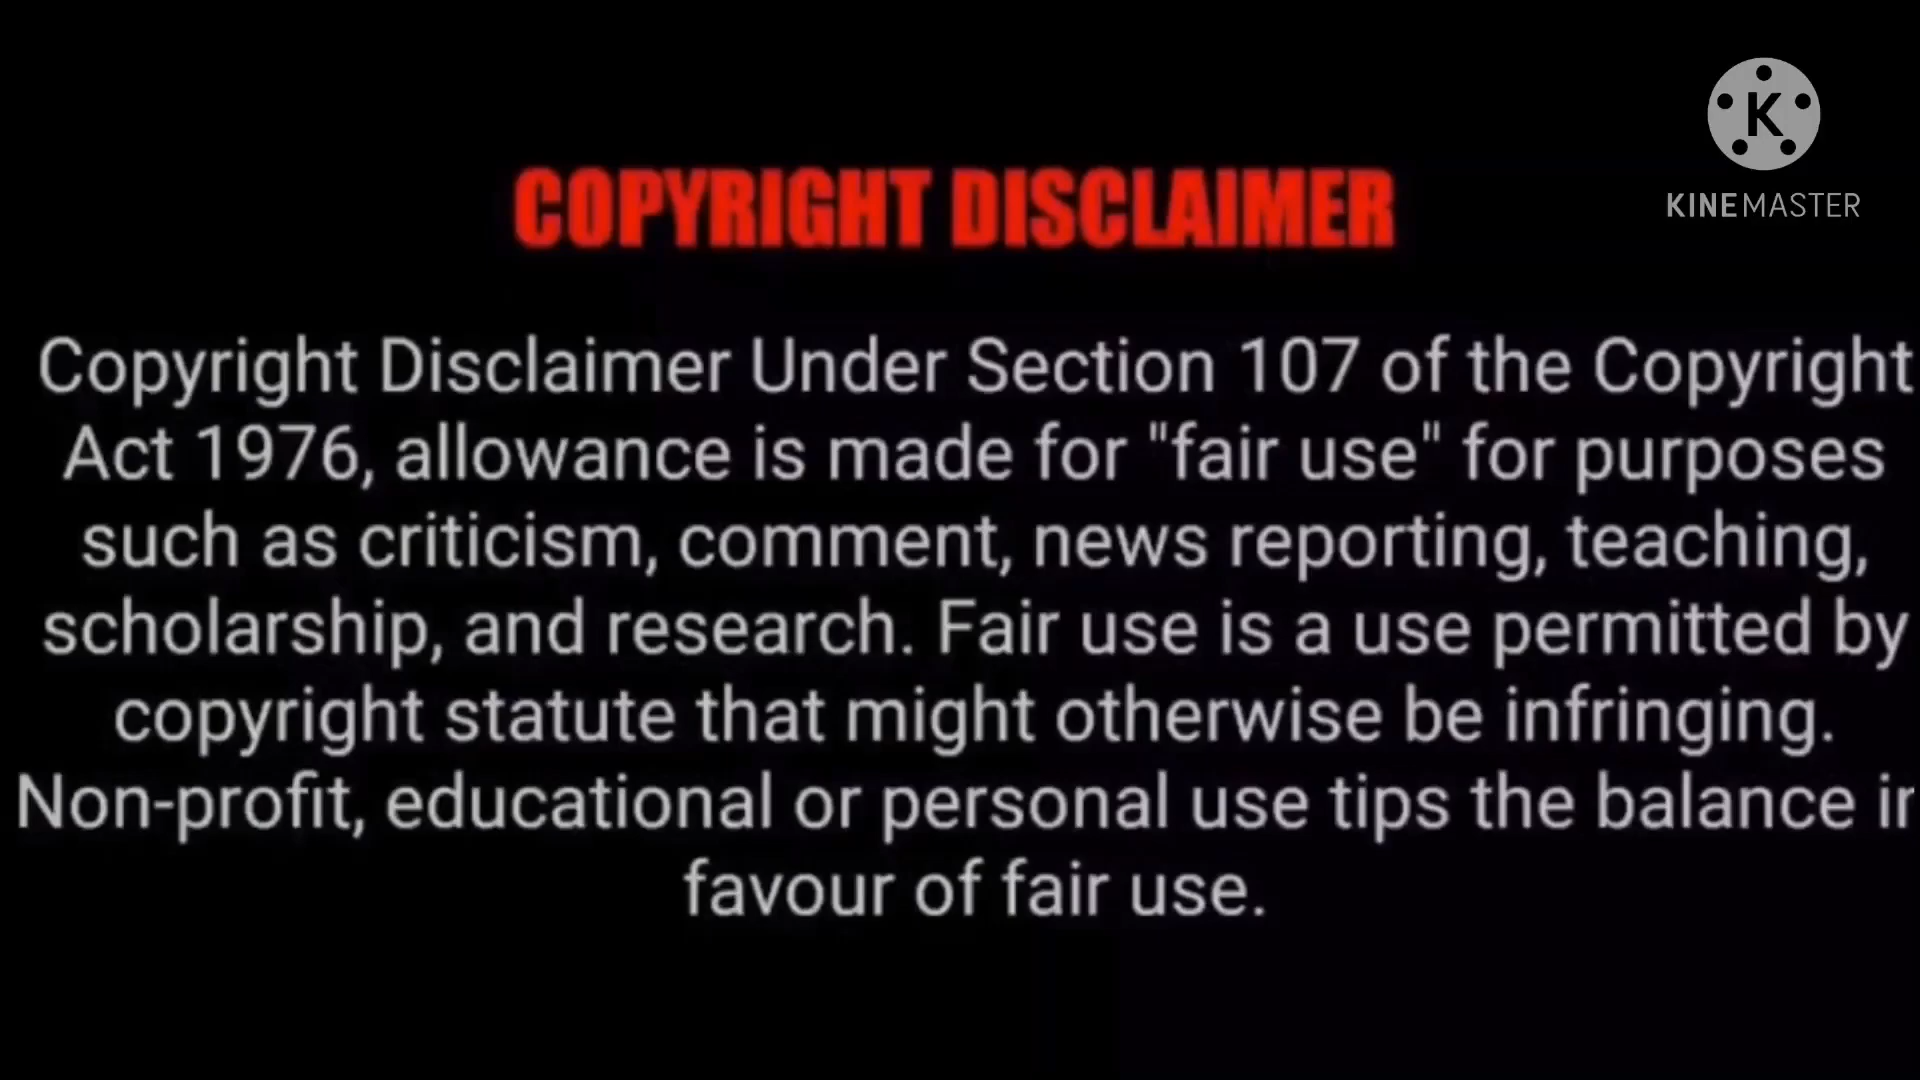 K
KINEMASTER
COPYRIGHT DISCLAIMER
Copyright Disclaimer Under Section 107 of the Copyright
Act 1976, allowance is made for "fair use" for purposes
such as criticism, comment, news reporting, teaching,
scholarship, and research. Fair use is a use permitted by
copyright statute that might otherwise be infringing.
Non-profit, educational or personal use tips the balance in
favour of fair use.